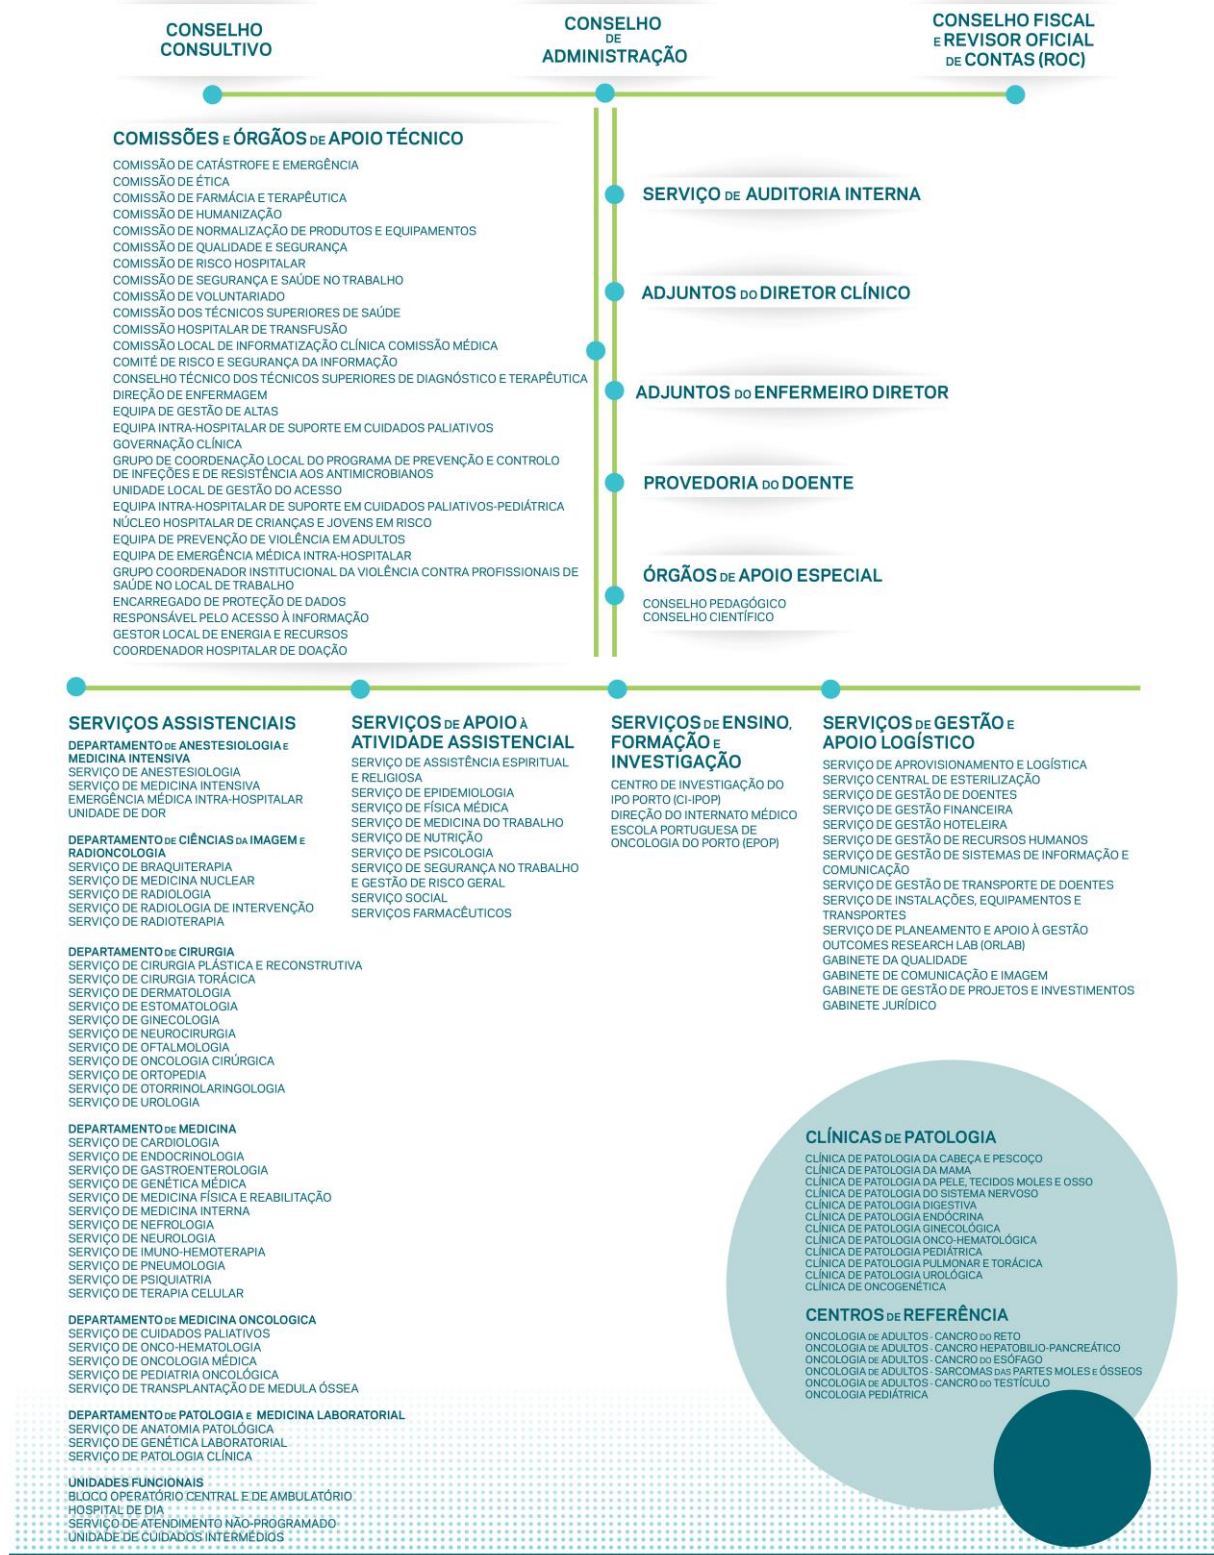 CONSELHO
CONSULTIVO
CONSELHO
DE
ADMINISTRAÇÃO
CONSELHO FISCAL
E REVISOR OFICIAL
DE CONTAS (ROC)
COMISSÕES E ÓRGÃOS DE APOIO TÉCNICO
COMISSÃO DE CATÁSTROFE E EMERGÊNCIA
COMISSÃO DE ÉTICA
COMISSÃO DE FARMÁCIA E TERAPÊUTICA
COMISSÃO DE HUMANIZAÇÃO
COMISSÃO DE NORMALIZAÇÃO DE PRODUTOS E EQUIPAMENTOS
COMISSÃO DE QUALIDADE E SEGURANÇA
COMISSÃO DE RISCO HOSPITALAR
COMISSÃO DE SEGURANÇA E SAÚDE NO TRABALHO
COMISSÃO DE VOLUNTARIADO
COMISSÃO DOS TÉCNICOS SUPERIORES DE SAÚDE
COMISSÃO HOSPITALAR DE TRANSFUSÃO
COMISSÃO LOCAL DE INFORMATIZAÇÃO CLÍNICA COMISSÃO MÉDICA
COMITÉ DE RISCO E SEGURANÇA DA INFORMAÇÃO
CONSELHO TÉCNICO DOS TÉCNICOS SUPERIORES DE DIAGNÓSTICO E TERAPÊUTICA
DIREÇÃO DE ENFERMAGEM
EQUIPA DE GESTÃO DE ALTAS
EQUIPA INTRA-HOSPITALAR DE SUPORTE EM CUIDADOS PALIATIVOS
GOVERNAÇÃO CLÍNICA
GRUPO DE COORDENAÇÃO LOCAL DO PROGRAMA DE PREVENÇÃO E CONTROLO
DE INFEÇÕES E DE RESISTÊNCIA AOS ANTIMICROBIANOS
UNIDADE LOCAL DE GESTÃO DO ACESSO
EQUIPA INTRA-HOSPITALAR DE SUPORTE EM CUIDADOS PALIATIVOS-PEDIÁTRICA
NÚCLEO HOSPITALAR DE CRIANÇAS E JOVENS EM RISCO
EQUIPA DE PREVENÇÃO DE VIOLÊNCIA EM ADULTOS
EQUIPA DE EMERGÊNCIA MÉDICA INTRA-HOSPITALAR
GRUPO COORDENADOR INSTITUCIONAL DA VIOLÊNCIA CONTRA PROFISSIONAIS DE
SAÚDE NO LOCAL DE TRABALHO
ENCARREGADO DE PROTEÇÃO DE DADOS
RESPONSÁVEL PELO ACESSO À INFORMAÇÃO
GESTOR LOCAL DE ENERGIA E RECURSOS
COORDENADOR HOSPITALAR DE DOAÇÃO
SERVIÇO DE AUDITORIA INTERNA
ADJUNTOS DO DIRETOR CLÍNICO
ADJUNTOS DO ENFERMEIRO DIRETOR
PROVEDORIA DO DOENTE
ÓRGÃOS DE APOIO ESPECIAL
CONSELHO PEDAGÓGICO
CONSELHO CIENTÍFICO
SERVIÇOS ASSISTENCIAIS
DEPARTAMENTO DE ANESTESIOLOGIA E
MEDICINA INTENSIVA
SERVIÇO DE ANESTESIOLOGIA
SERVIÇO DE MEDICINA INTENSIVA
EMERGÊNCIA MÉDICA INTRA-HOSPITALAR
UNIDADE DE DOR
DEPARTAMENTO DE CIÊNCIAS DA IMAGEM E
RADIONCOLOGIA
SERVIÇO DE BRAQUITERAPIA
SERVIÇO DE MEDICINA NUCLEAR
SERVIÇO DE RADIOLOGIA
SERVIÇO DE RADIOLOGIA DE INTERVENÇÃO
SERVIÇO DE RADIOTERAPIA
DEPARTAMENTO DE CIRURGIA
SERVIÇO DE CIRURGIA PLÁSTICA E RECONSTRUTIVA
SERVIÇO DE CIRURGIA TORÁCICA
SERVIÇO DE DERMATOLOGIA
SERVIÇO DE ESTOMATOLOGIA
SERVIÇO DE GINECOLOGIA
SERVIÇO DE NEUROCIRURGIA
SERVIÇO DE OFTALMOLOGIA
SERVIÇO DE ONCOLOGIA CIRÚRGICA
SERVIÇO DE ORTOPEDIA
SERVIÇO DE OTORRINOLARINGOLOGIA
SERVIÇO DE UROLOGIA
DEPARTAMENTO DE MEDICINA
SERVIÇO DE CARDIOLOGIA
SERVIÇO DE ENDOCRINOLOGIA
SERVIÇO DE GASTROENTEROLOGIA
SERVIÇO DE GENÉTICA MÉDICA
SERVIÇO DE MEDICINA FÍSICA E REABILITAÇÃO
SERVIÇO DE MEDICINA INTERNA
SERVIÇO DE NEFROLOGIA
SERVIÇO DE NEUROLOGIA
SERVIÇO DE IMUNO-HEMOTERAPIA
SERVIÇO DE PNEUMOLOGIA
SERVIÇO DE PSIQUIATRIA
SERVIÇO DE TERAPIA CELULAR
DEPARTAMENTO DE MEDICINA ONCOLOGICA
SERVIÇO DE CUIDADOS PALIATIVOS
SERVIÇO DE ONCO-HEMATOLOGIA
SERVIÇO DE ONCOLOGIA MÉDICA
SERVIÇO DE PEDIATRIA ONCOLÓGICA
SERVIÇO DE TRANSPLANTAÇÃO DE MEDULA ÓSSEA
DEPARTAMENTO DE PATOLOGIA E MEDICINA LABORATORIAL
SERVIÇO DE ANATOMIA PATOLÓGICA
SERVIÇO DE GENÉTICA LABORATORIAL
SERVIÇO DE PATOLOGIA CLÍNICA
UNIDADES FUNCIONAIS
BLOCO OPERATÓRIO CENTRAL E DE AMBULATÓRIO
HOSPITAL DE DIA
SERVIÇO DE ATENDIMENTO NÃO-PROGRAMADO
UNIDADE DE CUIDADOS INTERMÉDIOS
SERVIÇOS DE APOIO À
ATIVIDADE ASSISTENCIAL
SERVIÇO DE ASSISTÊNCIA ESPIRITUAL
E RELIGIOSA
SERVIÇO DE EPIDEMIOLOGIA
SERVIÇO DE FÍSICA MÉDICA
SERVIÇO DE MEDICINA DO TRABALHO
SERVIÇO DE NUTRIÇÃO
SERVIÇO DE PSICOLOGIA
SERVIÇO DE SEGURANÇA NO TRABALHO
E GESTÃO DE RISCO GERAL
SERVIÇO SOCIAL
SERVIÇOS FARMACÊUTICOS
SERVIÇOS DE ENSINO,
FORMAÇÃO E
INVESTIGAÇÃO
CENTRO DE INVESTIGAÇÃO DO
IPO PORTO (CI-IPOP)
DIREÇÃO DO INTERNATO MÉDICO
ESCOLA PORTUGUESA DE
ONCOLOGIA DO PORTO (EPOP)
SERVIÇOS DE GESTÃO E
APOIO LOGÍSTICO
SERVIÇO DE APROVISIONAMENTO E LOGÍSTICA
SERVIÇO CENTRAL DE ESTERILIZAÇÃO
SERVIÇO DE GESTÃO DE DOENTES
SERVIÇO DE GESTÃO FINANCEIRA
SERVIÇO DE GESTÃO HOTELEIRA
SERVIÇO DE GESTÃO DE RECURSOS HUMANOS
SERVIÇO DE GESTÃO DE SISTEMAS DE INFORMAÇÃO E
COMUNICAÇÃO
SERVIÇO DE GESTÃO DE TRANSPORTE DE DOENTES
SERVIÇO DE INSTALAÇÕES, EQUIPAMENTOS E
TRANSPORTES
SERVIÇO DE PLANEAMENTO E APOIO À GESTÃO
OUTCOMES RESEARCH LAB (ORLAB)
GABINETE DA QUALIDADE
GABINETE DE COMUNICAÇÃO E IMAGEM
GABINETE DE GESTÃO DE PROJETOS E INVESTIMENTOS
GABINETE JURÍDICO
CLÍNICAS DE PATOLOGIA
CLÍNICA DE PATOLOGIA DA CABEÇA E PESCOÇO
CLÍNICA DE PATOLOGIA DA MAMA
CLÍNICA DE PATOLOGIA DA PELE, TECIDOS MOLES E OSSO
CLÍNICA DE PATOLOGIA DO SISTEMA NERVOSO
CLÍNICA DE PATOLOGIA DIGESTIVA
CLÍNICA DE PATOLOGIA ENDÓCRINA
CLÍNICA DE PATOLOGIA GINECOLÓGICA
CLÍNICA DE PATOLOGIA ONCO-HEMATOLÓGICA
CLÍNICA DE PATOLOGIA PEDIÁTRICA
CLÍNICA DE PATOLOGIA PULMONAR E TORÁCICA
CLÍNICA DE PATOLOGIA UROLÓGICA
CLÍNICA DE ONCOGENÉTICA
CENTROS DE REFERÊNCIA
ONCOLOGIA DE ADULTOS - CANCRO DO RETO
ONCOLOGIA DE ADULTOS - CANCRO HEPATOBILIO-PANCREÁTICO
ONCOLOGIA DE ADULTOS - CANCRO DO ESÓFAGO
ONCOLOGIA DE ADULTOS - SARCOMAS DAS PARTES MOLES E ÓSSEOS
ONCOLOGIA DE ADULTOS - CANCRO DO TESTÍCULO
ONCOLOGIA PEDIÁTRICA